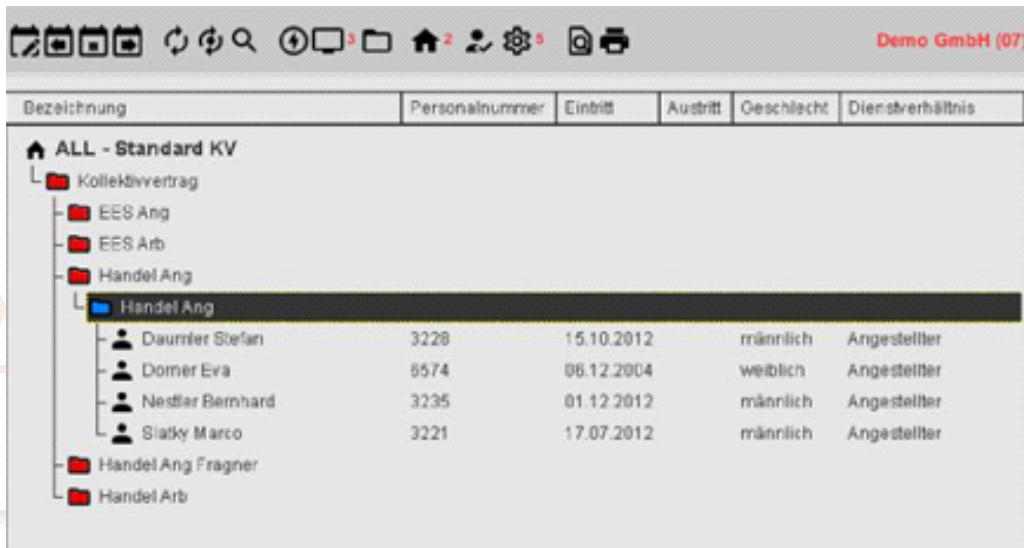 3 2 5 Demo GmbH (07)
Bezeichnung Personalnummer Eintritt Austritt Geschlecht Dienstverhältnis
ALL - Standard KV
Kollektivvertrag
EES Ang
EES Arb
Handel Ang
Handel Ang
Daumler Stefan 3228 15.10.2012 männlich Angestellter
Dorner Eva 6574 06.12.2004 weiblich Angestellter
Nestler Bernhard 3235 01.12.2012 männlich Angestellter
Slatky Marco 3221 17.07.2012 männlich Angestellter
Handel Ang Fragner
Handel Arb